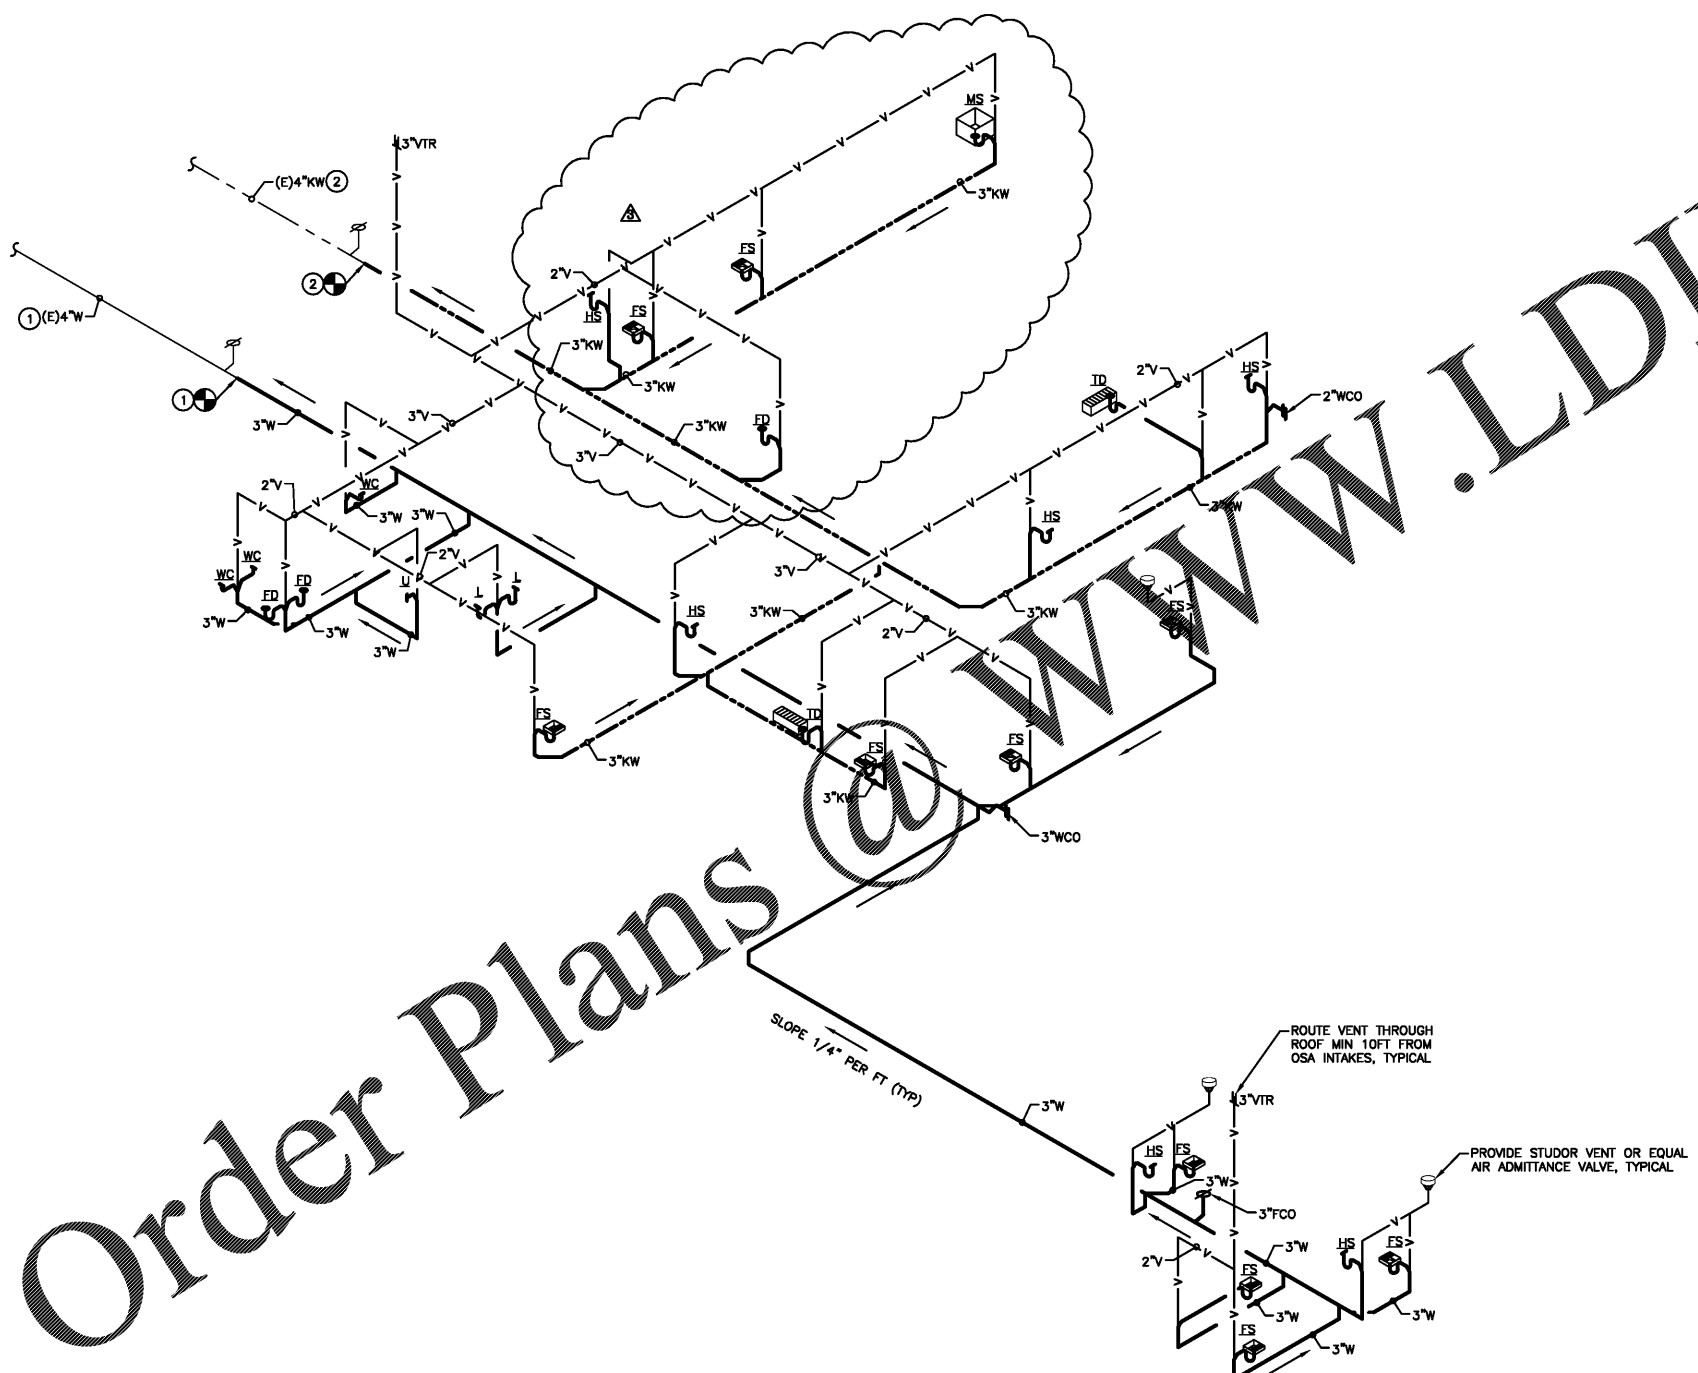 MS
3"VTR
(E)4"KW
2
3"KW
3
FS
2"V
2
1
(E)4"W
HS
FS
3"KW
3"KW
2"V
HS
TD
2"WCO
1
3"W
3"V
FD
3"KW
3"V
WC
2"V
3"W
3"W
3"KW
HS
WC
WC
2"V
3"V
U
L
L
FD
FD
FS
3"W
3"W
3"W
HS
3"KW
3"KW
2"V
FS
TD
FS
FS
3"KW
3"KW
3"WCO
SLOPE 1/4" PER FT (TYP)
ROUTE VENT THROUGH
ROOF MIN 10FT FROM
OSA INTAKES, TYPICAL
3"W
3"VTR
HS
FS
PROVIDE STUDOR VENT OR EQUAL
AIR ADMITTANCE VALVE, TYPICAL
3"W
3"FCO
HS
FS
3"W
2"V
FS
3"W
3"W
FS
3"W
Order Plans @ www.LD